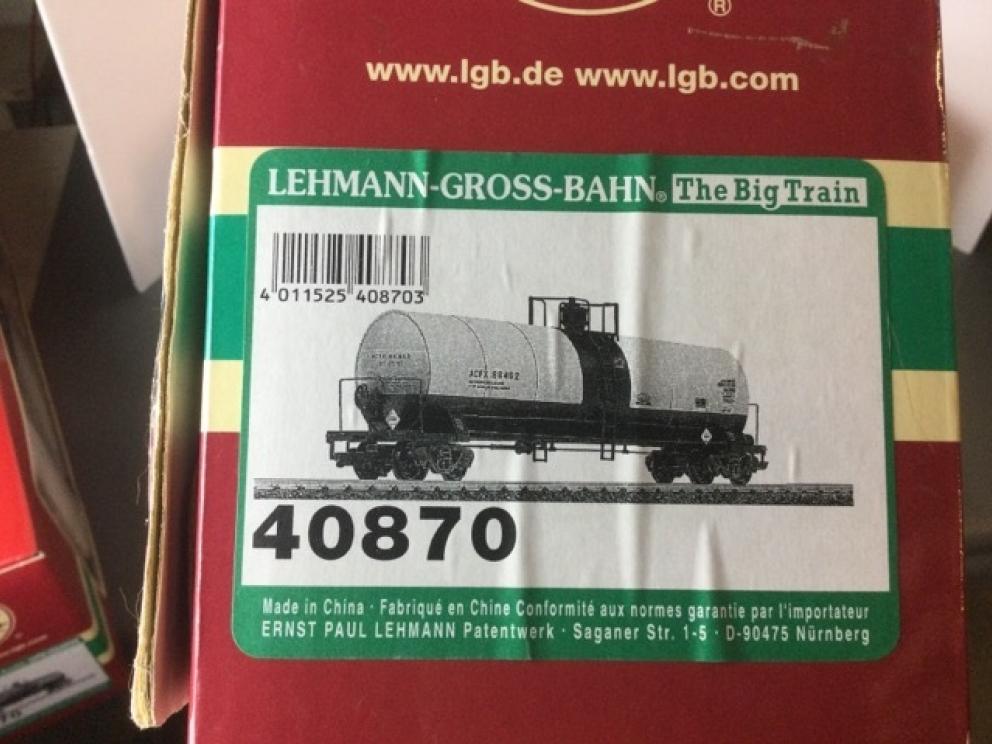 ®
www.lgb.de www.lgb.com
LEHMANN-GROSS-BAHN® The Big Train
4 011525 408703
ACFX 88462
40870
Made in China · Fabriqué en Chine Conformité aux normes garantie par l'importateur
ERNST PAUL LEHMANN Patentwerk · Saganer Str. 1-5 · D-90475 Nürnberg